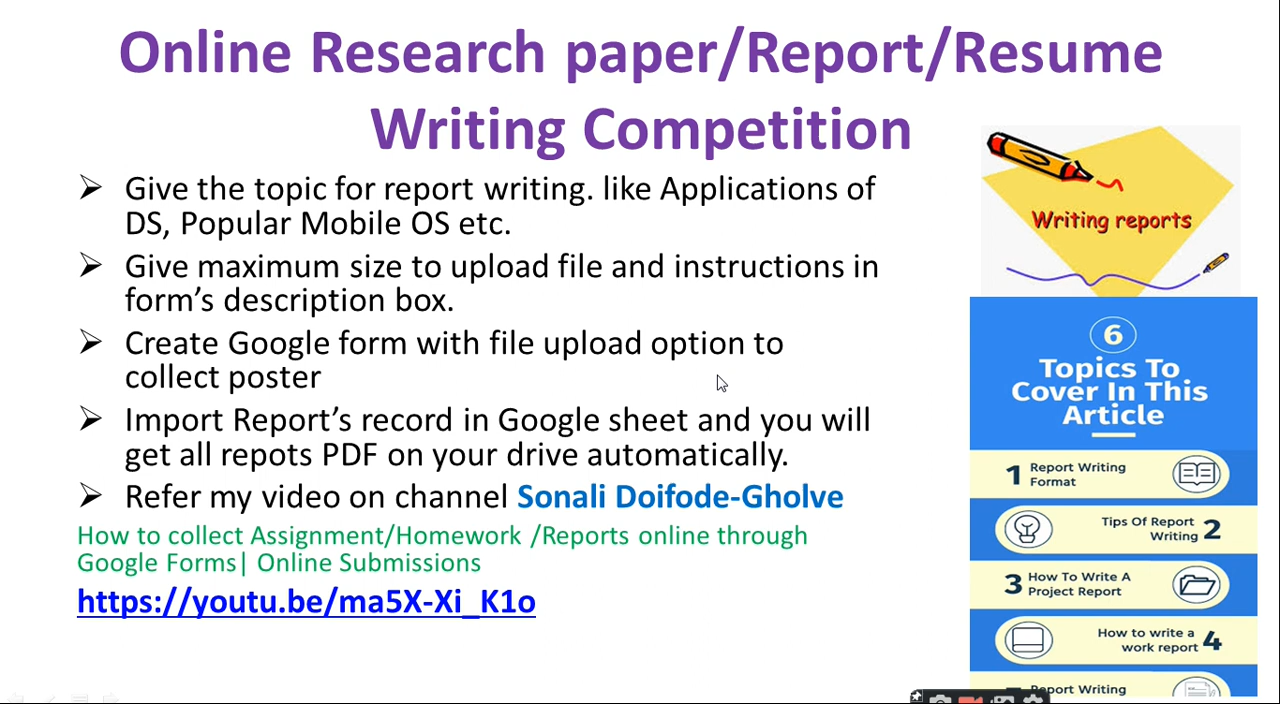 Online Research paper/Report/Resume
Writing Competition
➢ Give the topic for report writing. like Applications of
DS, Popular Mobile OS etc.
➢ Give maximum size to upload file and instructions in
form’s description box.
➢ Create Google form with file upload option to
collect poster
➢ Import Report’s record in Google sheet and you will
get all repots PDF on your drive automatically.
➢ Refer my video on channel Sonali Doifode-Gholve
How to collect Assignment/Homework /Reports online through
Google Forms| Online Submissions
https://youtu.be/ma5X-Xi_K1o
Writing reports
6
Topics To
Cover In This
Article
1 Report Writing
Format
Tips Of Report
Writing 2
3 How To Write A
Project Report
How to write a
work report 4
Report Writing